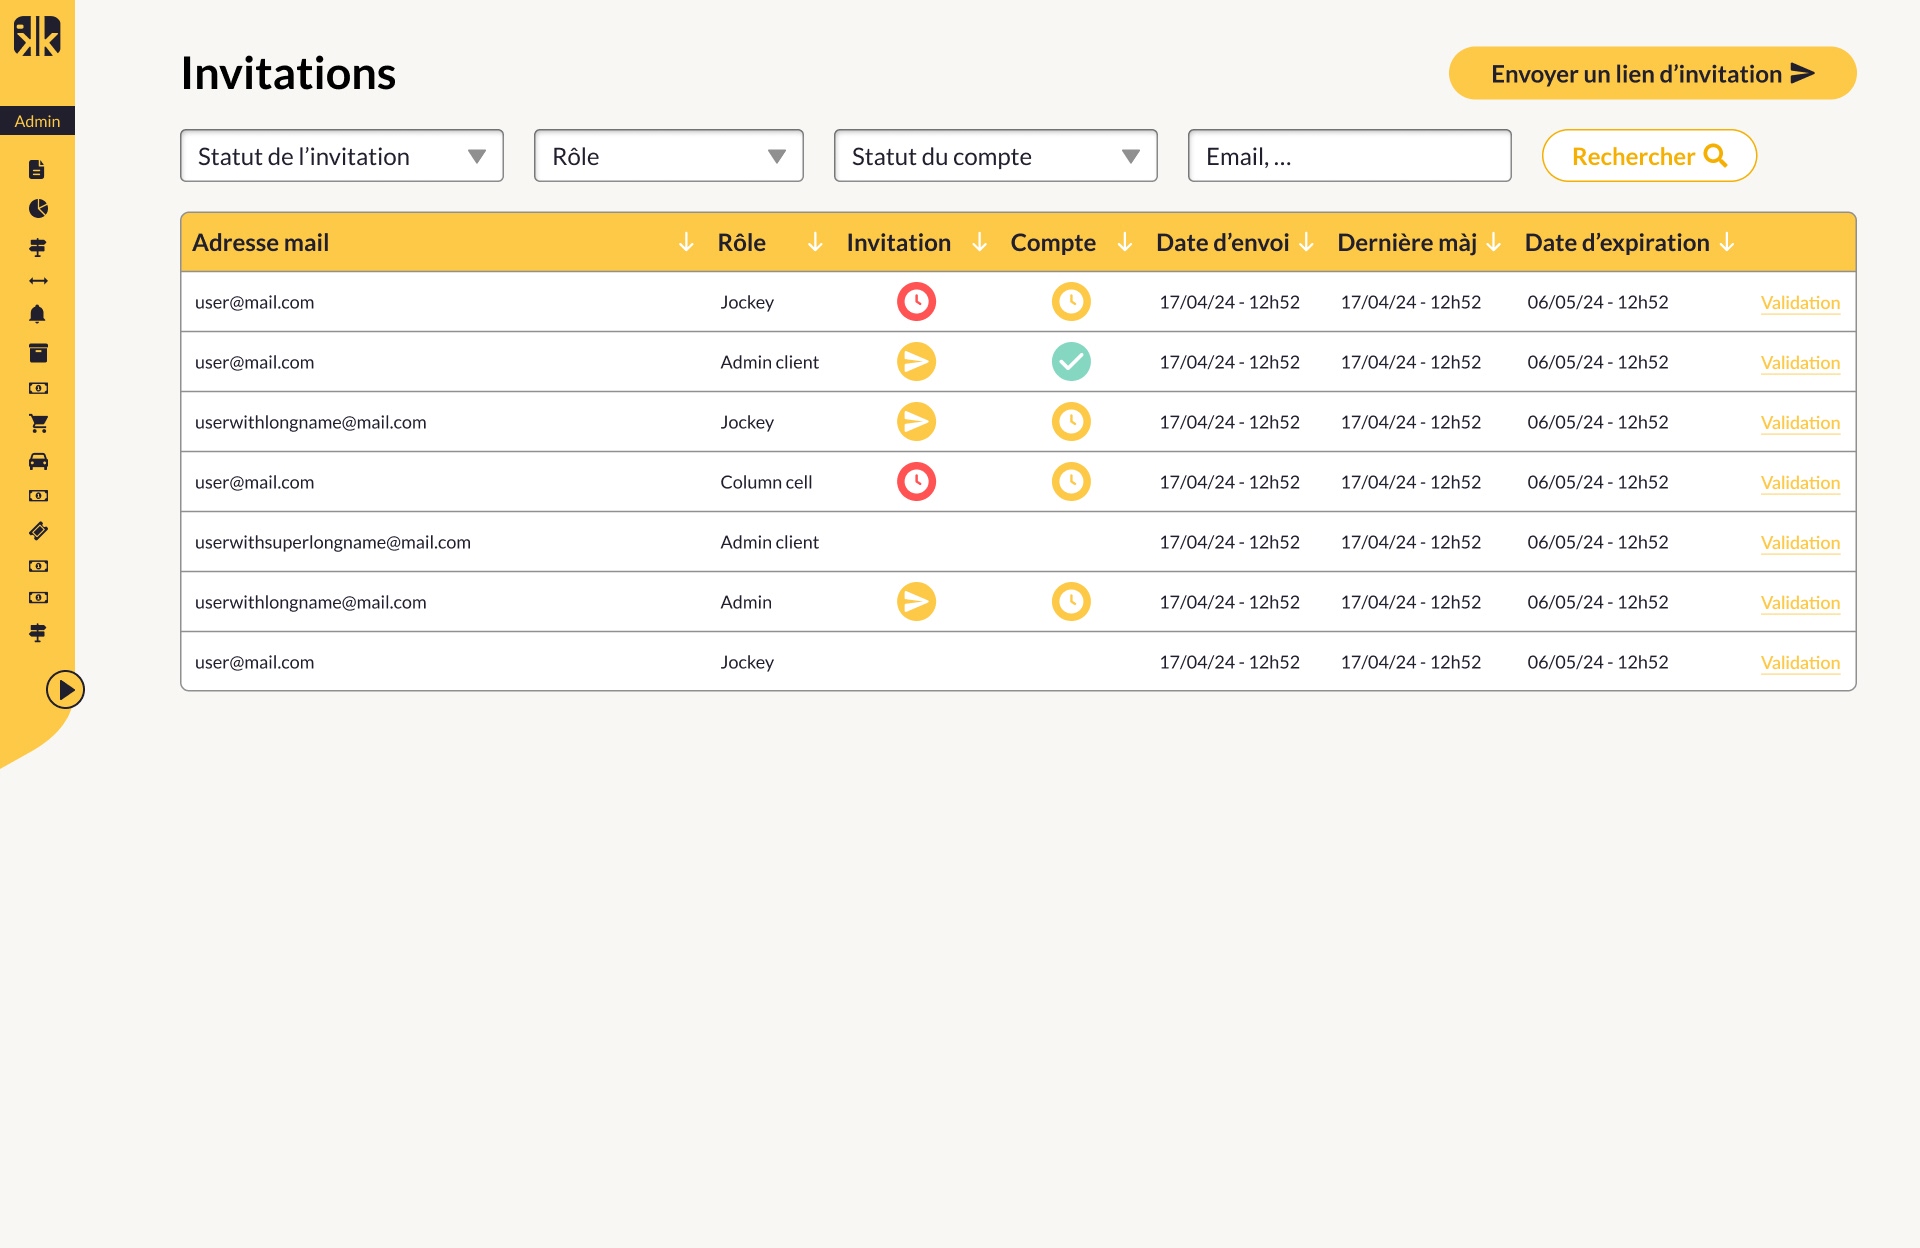 Admin
Invitations
Envoyer un lien d’invitation
Statut de l’invitation
Rôle
Statut du compte
Email, ...
Rechercher
Adresse mail Rôle Invitation Compte Date d’envoi Dernière màj Date d’expiration
user@mail.com Jockey 17/04/24 - 12h52 17/04/24 - 12h52 06/05/24 - 12h52 Validation
user@mail.com Admin client 17/04/24 - 12h52 17/04/24 - 12h52 06/05/24 - 12h52 Validation
userwithlongname@mail.com Jockey 17/04/24 - 12h52 17/04/24 - 12h52 06/05/24 - 12h52 Validation
user@mail.com Column cell 17/04/24 - 12h52 17/04/24 - 12h52 06/05/24 - 12h52 Validation
userwithsuperlongname@mail.com Admin client 17/04/24 - 12h52 17/04/24 - 12h52 06/05/24 - 12h52 Validation
userwithlongname@mail.com Admin 17/04/24 - 12h52 17/04/24 - 12h52 06/05/24 - 12h52 Validation
user@mail.com Jockey 17/04/24 - 12h52 17/04/24 - 12h52 06/05/24 - 12h52 Validation